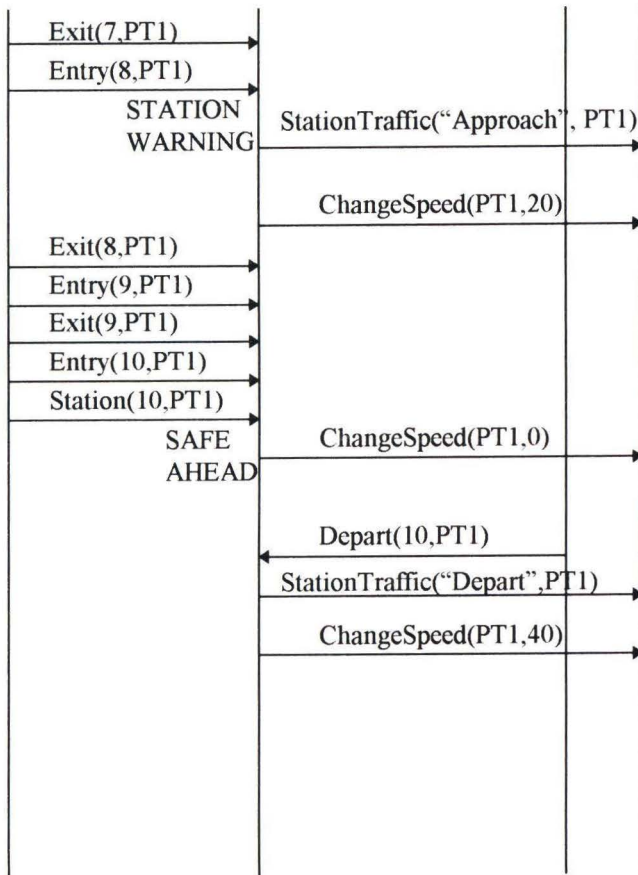 Exit(7,PT1)
Entry(8,PT1)
STATION
WARNING
StationTraffic(“Approach”, PT1)
ChangeSpeed(PT1,20)
Exit(8,PT1)
Entry(9,PT1)
Exit(9,PT1)
Entry(10,PT1)
Station(10,PT1)
SAFE
AHEAD
ChangeSpeed(PT1,0)
Depart(10,PT1)
StationTraffic(“Depart”,PT1)
ChangeSpeed(PT1,40)